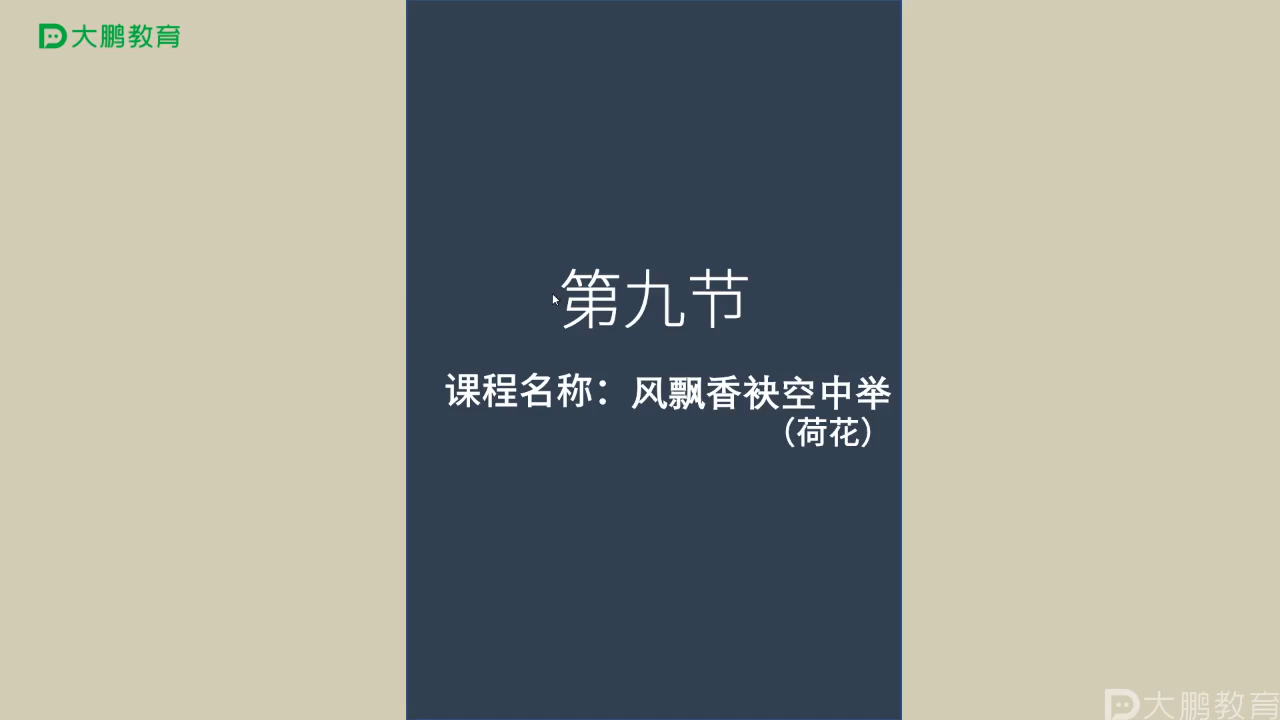 大鹏教育
第九节
课程名称：风飘香袂空中举
（荷花）
大鹏教育